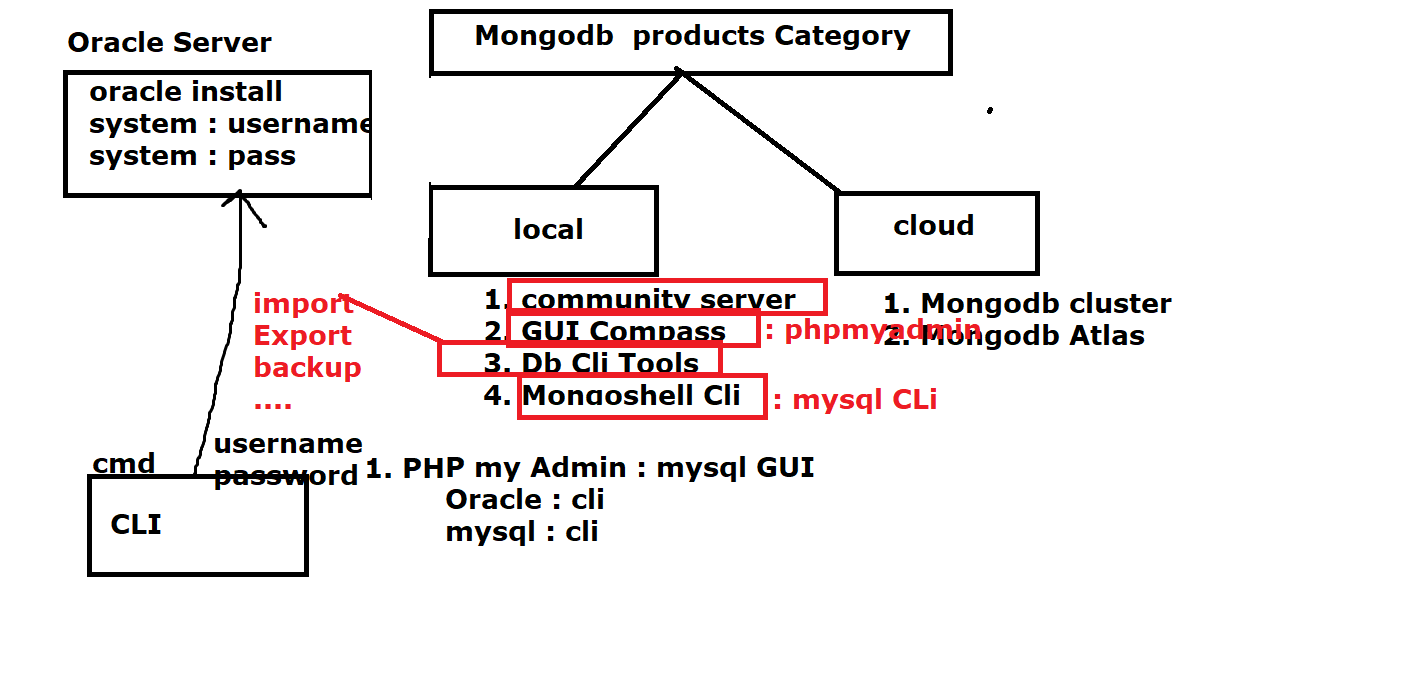 Oracle Server
oracle install
system : username
system : pass
Mongodb  products Category
local
cloud
1. community server
2. GUI Compass : phpmyadmin
3. Db Cli Tools
4. Mongoshell Cli : mysql CLi
1. Mongodb cluster
2. Mongodb Atlas
import
Export
backup
....
username
password
cmd
CLI
1. PHP my Admin : mysql GUI
Oracle : cli
mysql : cli